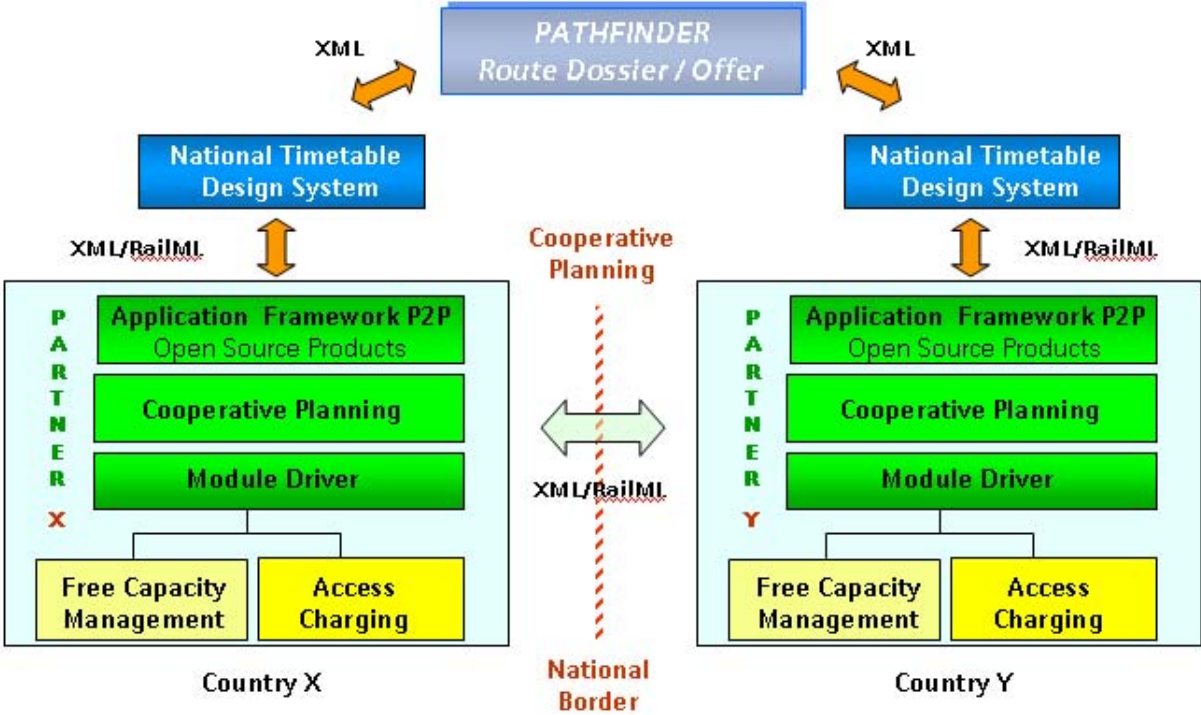 PATHFINDER
Route Dossier / Offer
XML
XML
National Timetable
Design System
National Timetable
Design System
XML/RailML
Cooperative
Planning
XML/RailML
PARTNER X
Application Framework P2P
Open Source Products
Cooperative Planning
Module Driver
Free Capacity
Management
Access
Charging
XML/RailML
PARTNER Y
Application Framework P2P
Open Source Products
Cooperative Planning
Module Driver
Free Capacity
Management
Access
Charging
Country X
National
Border
Country Y